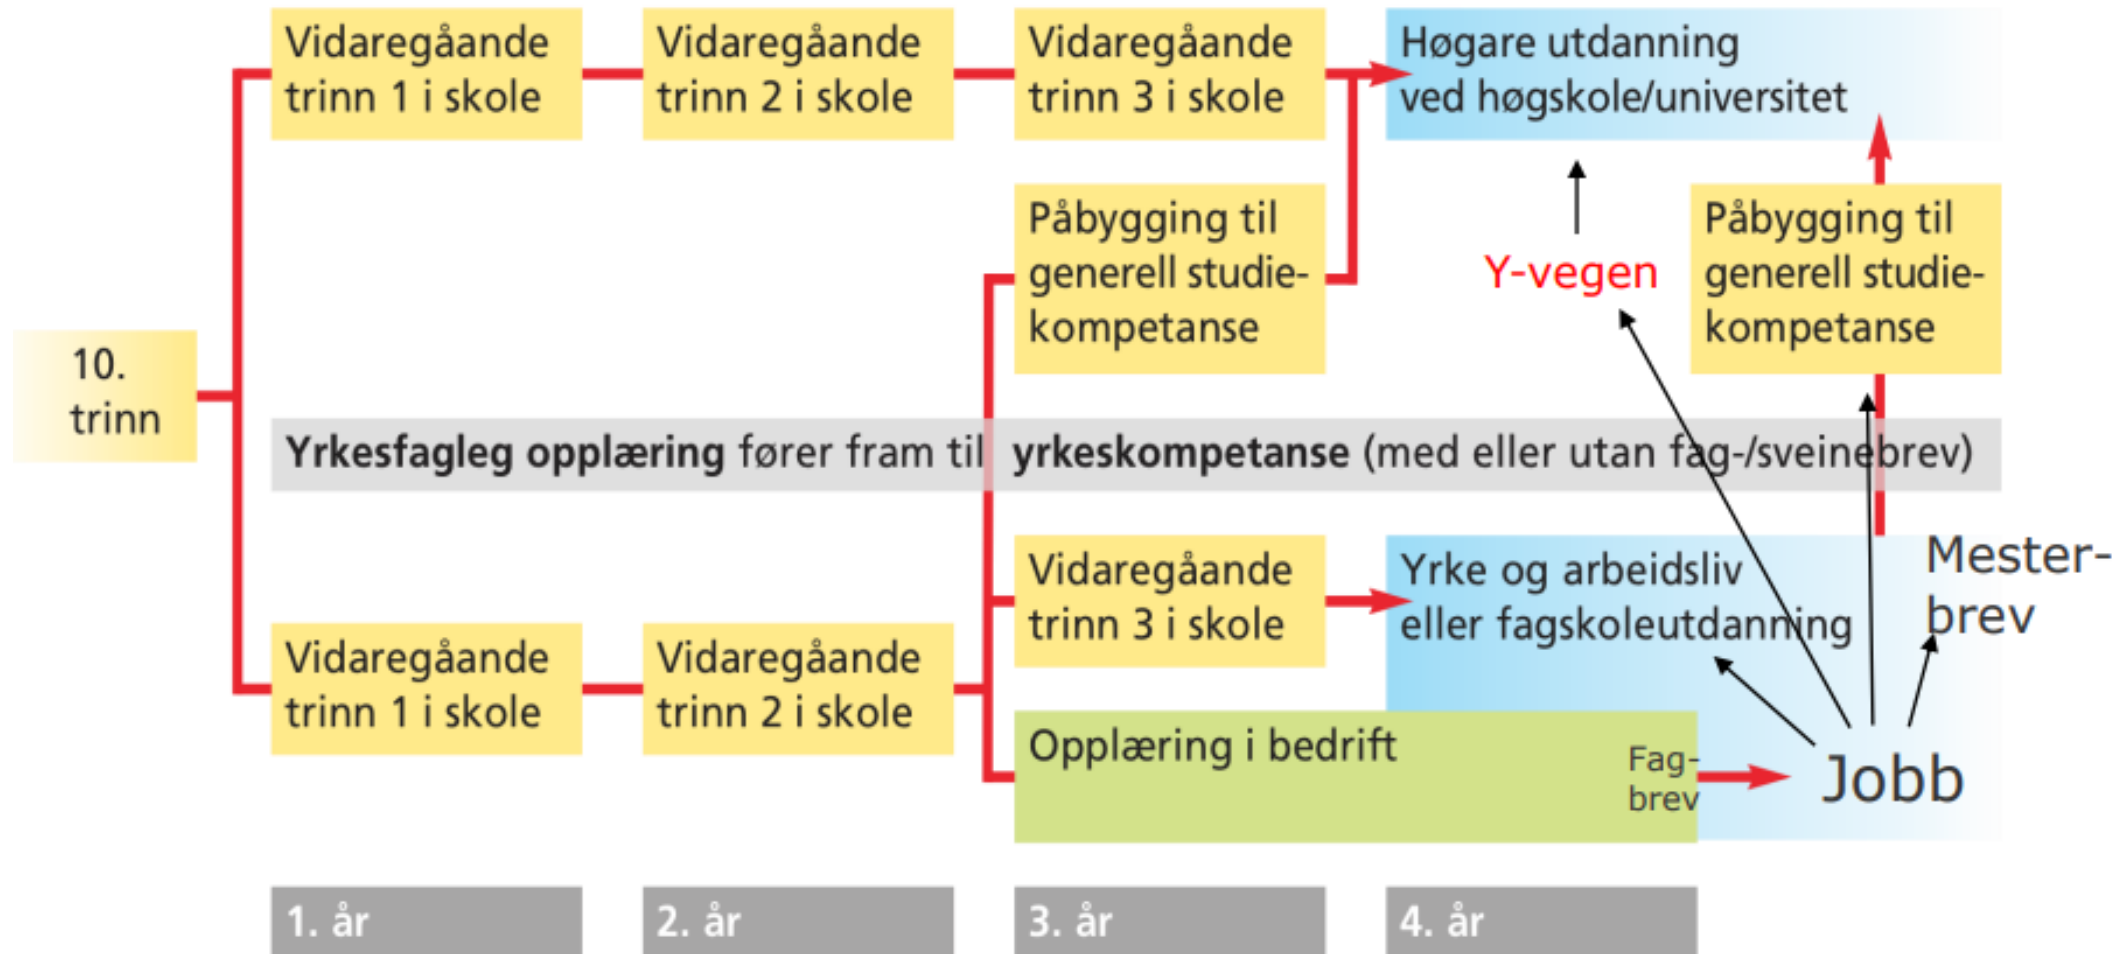 Vidaregåande
trinn 1 i skole
Vidaregåande
trinn 2 i skole
Vidaregåande
trinn 3 i skole
Høgare utdanning
ved høgskole/universitet
Påbygging til
generell studie-
kompetanse
Y-vegen
Påbygging til
generell studie-
kompetanse
10.
trinn
Yrkesfagleg opplæring fører fram til yrkeskompetanse (med eller utan fag-/sveinebrev)
Vidaregåande
trinn 1 i skole
Vidaregåande
trinn 2 i skole
Vidaregåande
trinn 3 i skole
Yrke og arbeidsliv
eller fagskoleutdanning
Mester-
brev
Opplæring i bedrift
Fag-
brev
Jobb
1. år
2. år
3. år
4. år